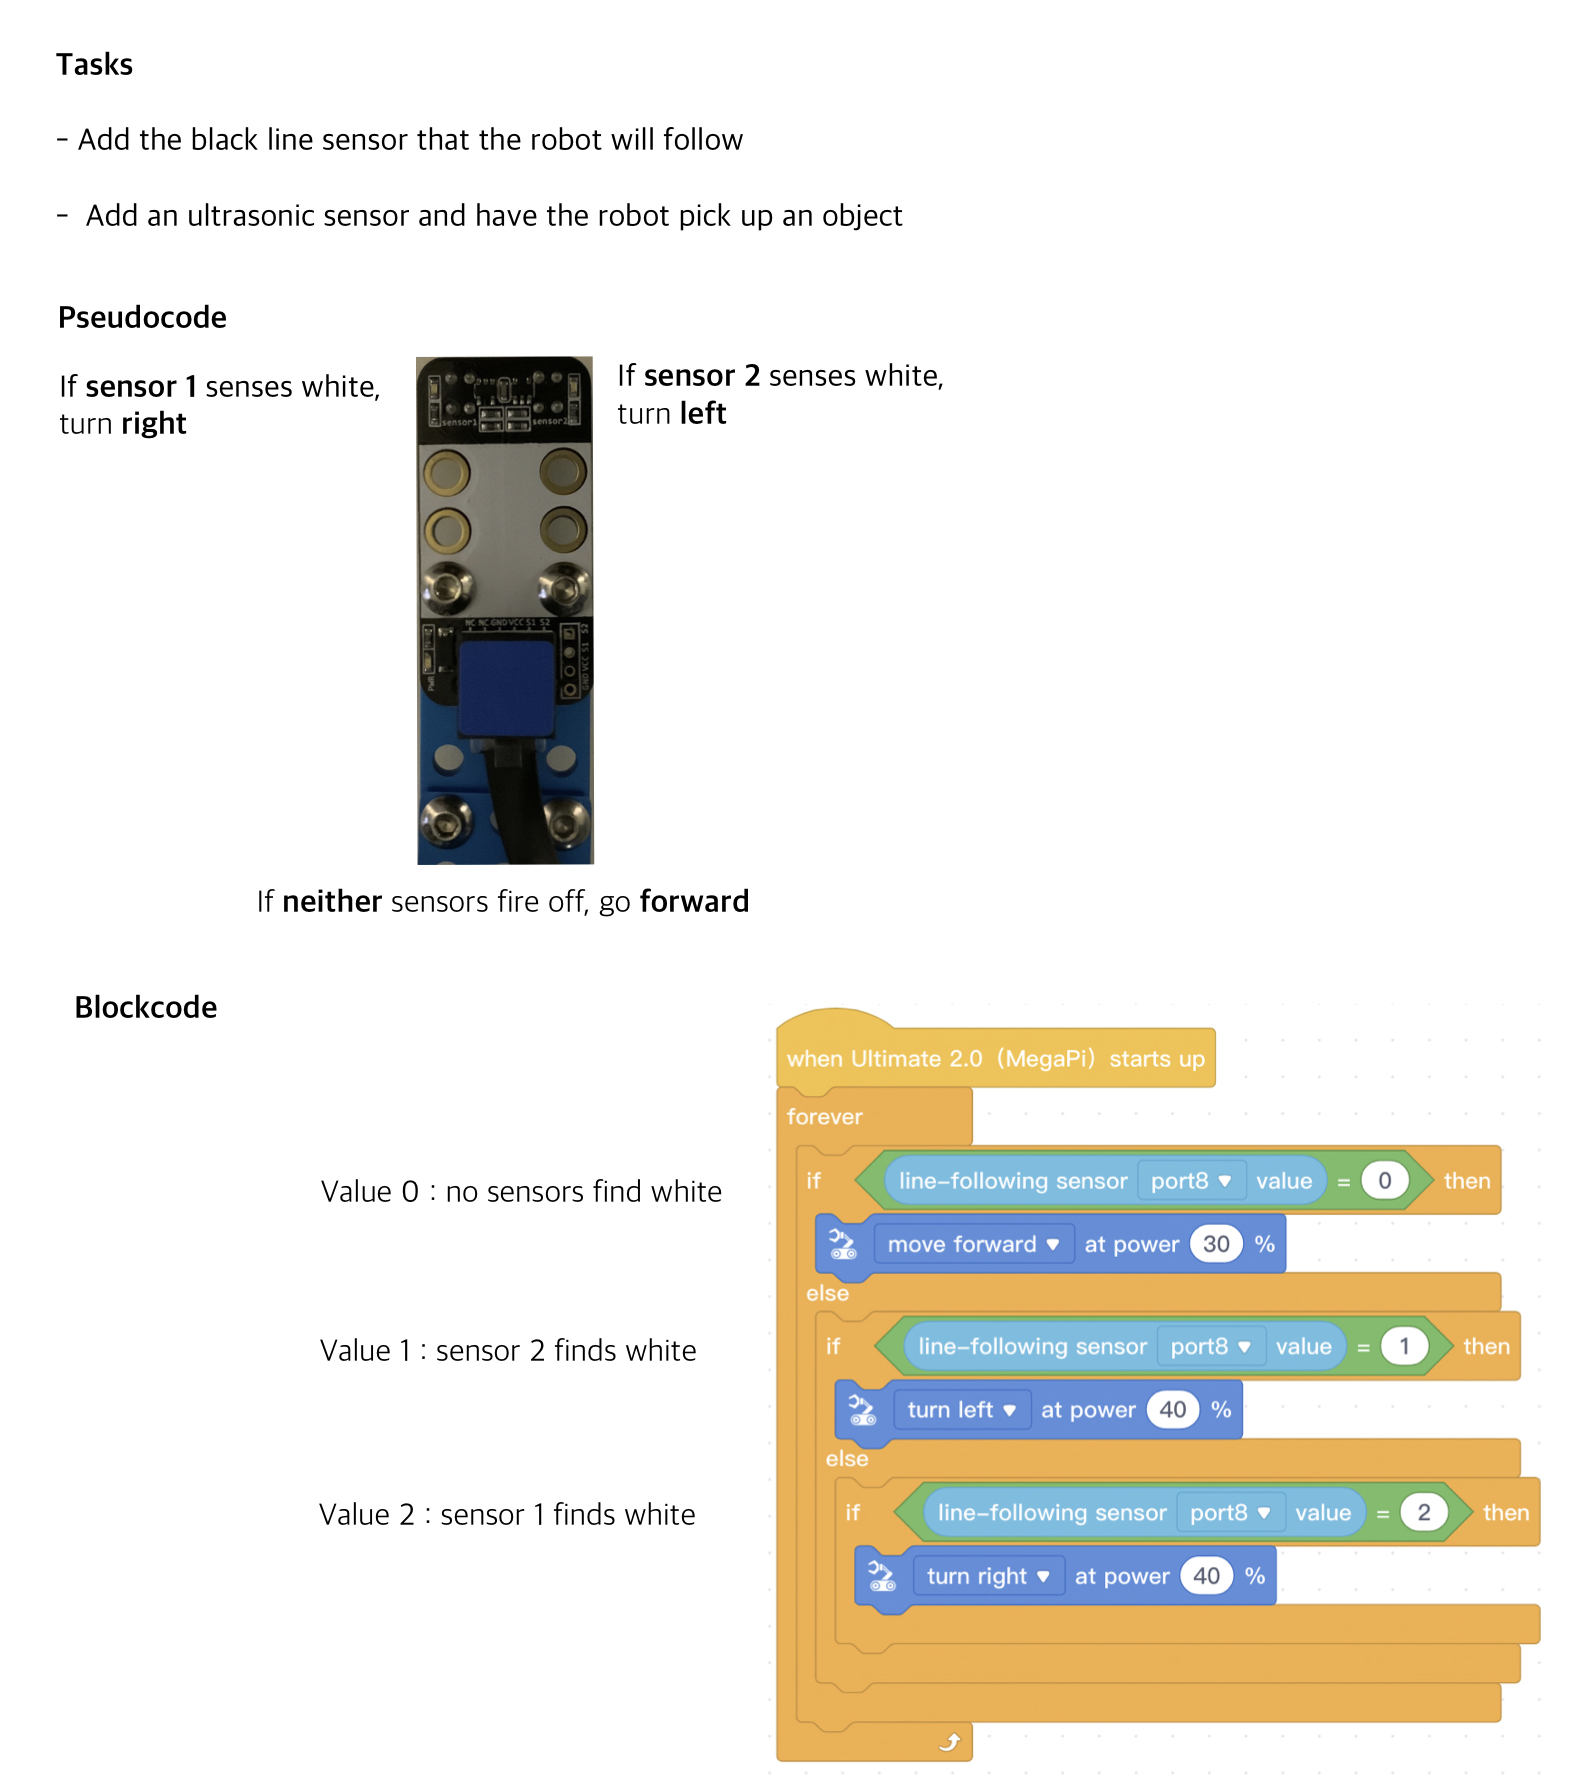 Tasks
- Add the black line sensor that the robot will follow
- Add an ultrasonic sensor and have the robot pick up an object
Pseudocode
If sensor 1 senses white,
turn right
If sensor 2 senses white,
turn left
sensor1
sensor2
NC NC GND VCC S1 S2
PWR
GND VCC S1 S2
If neither sensors fire off, go forward
Blockcode
when Ultimate 2.0 (MegaPi) starts up
forever
Value 0 : no sensors find white
if line-following sensor port8 value = 0 then
move forward at power 30 %
else
Value 1 : sensor 2 finds white
if line-following sensor port8 value = 1 then
turn left at power 40 %
else
Value 2 : sensor 1 finds white
if line-following sensor port8 value = 2 then
turn right at power 40 %